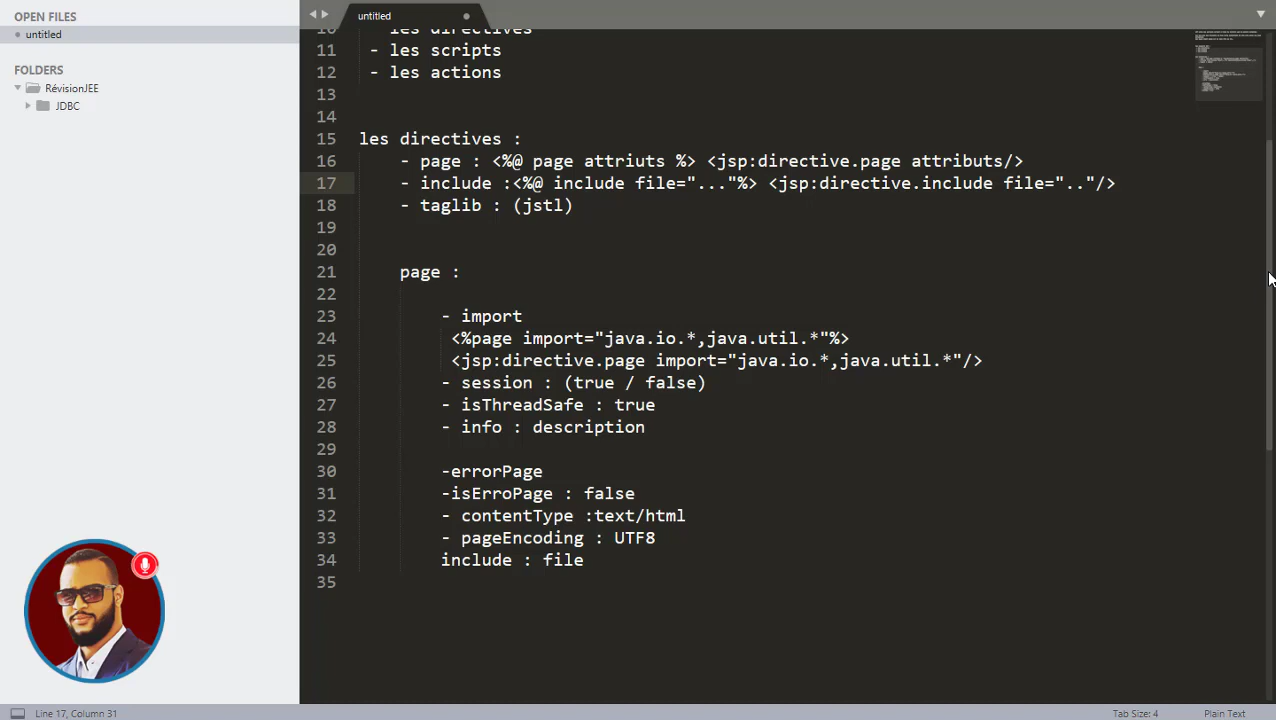 OPEN FILES
untitled
FOLDERS
RévisionJEE
JDBC
untitled
10 - les directives
11 - les scripts
12 - les actions
13
14
15 les directives :
16 - page : <%@ page attriuts %> <jsp:directive.page attributs/>
17 - include :<%@ include file="..."%> <jsp:directive.include file=".."/>
18 - taglib : (jstl)
19
20
21 page :
22
23 - import
24 <%page import="java.io.*,java.util.*"%>
25 <jsp:directive.page import="java.io.*,java.util.*"/>
26 - session : (true / false)
27 - isThreadSafe : true
28 - info : description
29
30 -errorPage
31 -isErroPage : false
32 - contentType :text/html
33 - pageEncoding : UTF8
34 include : file
35
Line 17, Column 31
Tab Size: 4
Plain Text